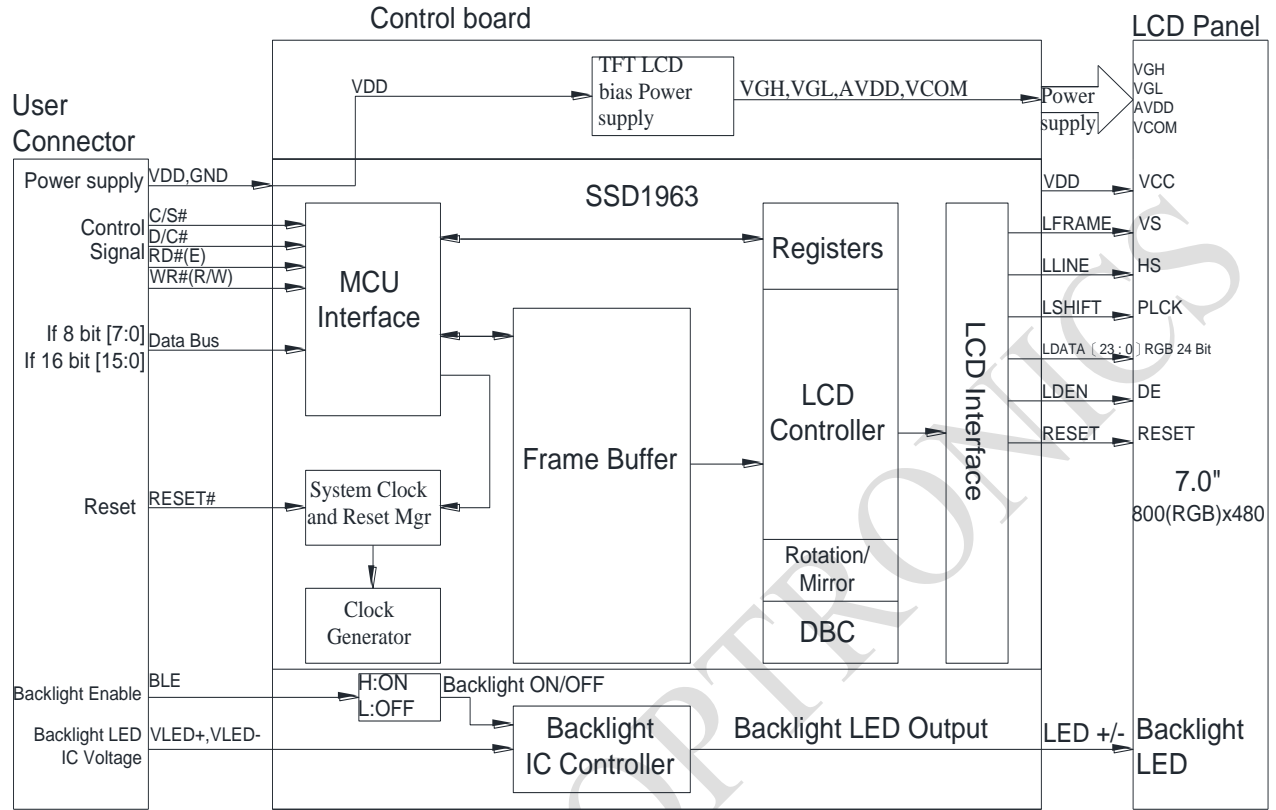 Control board
LCD Panel
User
Connector
TFT LCD
bias Power
supply
VDD
VGH,VGL,AVDD,VCOM
Power
supply
VGH
VGL
AVDD
VCOM
Power supply
VDD,GND
Control
Signal
C/S#
D/C#
RD#(E)
WR#(R/W)
If 8 bit [7:0]
If 16 bit [15:0]
Data Bus
Reset
RESET#
SSD1963
MCU
Interface
System Clock
and Reset Mgr
Clock
Generator
Frame Buffer
Registers
LCD
Controller
Rotation/
Mirror
DBC
LCD Interface
VDD
VCC
LFRAME
VS
LLINE
HS
LSHIFT
PLCK
LDATA〔23:0〕RGB 24 Bit
LDEN
DE
RESET
RESET
7.0"
800(RGB)x480
Backlight Enable
BLE
H:ON
L:OFF
Backlight ON/OFF
Backlight LED
IC Voltage
VLED+,VLED-
Backlight
IC Controller
Backlight LED Output
LED +/-
Backlight
LED
OPTRONICS